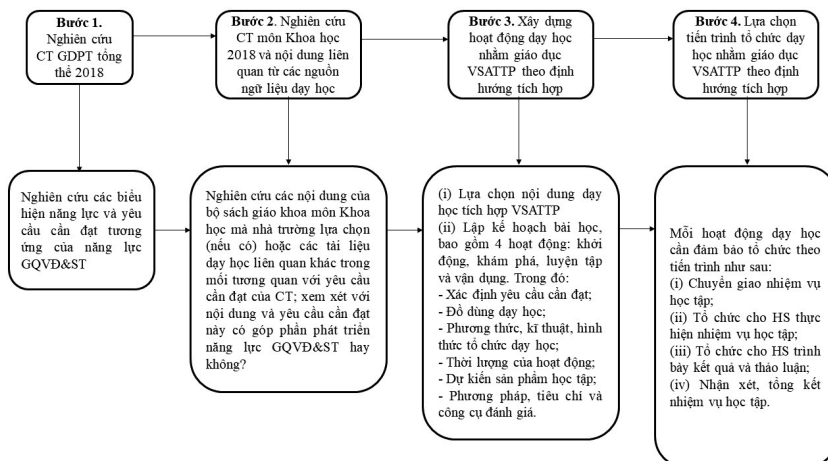 Bước 1.
Nghiên cứu
CT GDPT tổng
thể 2018
Bước 2. Nghiên cứu
CT môn Khoa học
2018 và nội dung liên
quan từ các nguồn
ngữ liệu dạy học
Bước 3. Xây dựng
hoạt động dạy học
nhằm giáo dục
VSATTP theo định
hướng tích hợp
Bước 4. Lựa chọn
tiến trình tổ chức dạy
học nhằm giáo dục
VSATTP theo định
hướng tích hợp
Nghiên cứu các biểu
hiện năng lực và yêu
cầu cần đạt tương
ứng của năng lực
GQVĐ&ST
Nghiên cứu các nội dung của
bộ sách giáo khoa môn Khoa
học mà nhà trường lựa chọn
(nếu có) hoặc các tài liệu
dạy học liên quan khác trong
mối tương quan với yêu cầu
cần đạt của CT; xem xét với
nội dung và yêu cầu cần đạt
này có góp phần phát triển
năng lực GQVĐ&ST hay
không?
(i) Lựa chọn nội dung dạy
học tích hợp VSATTP
(ii) Lập kế hoạch bài học,
bao gồm 4 hoạt động: khởi
động, khám phá, luyện tập
và vận dụng. Trong đó:
- Xác định yêu cầu cần đạt;
- Đồ dùng dạy học;
- Phương thức, kĩ thuật, hình
thức tổ chức dạy học;
- Thời lượng của hoạt động;
- Dự kiến sản phẩm học tập;
- Phương pháp, tiêu chí và
công cụ đánh giá.
Mỗi hoạt động dạy học
cần đảm bảo tổ chức theo
tiến trình như sau:
(i) Chuyển giao nhiệm vụ
học tập;
(ii) Tổ chức cho HS thực
hiện nhiệm vụ học tập;
(iii) Tổ chức cho HS trình
bày kết quả và thảo luận;
(iv) Nhận xét, tổng kết
nhiệm vụ học tập.